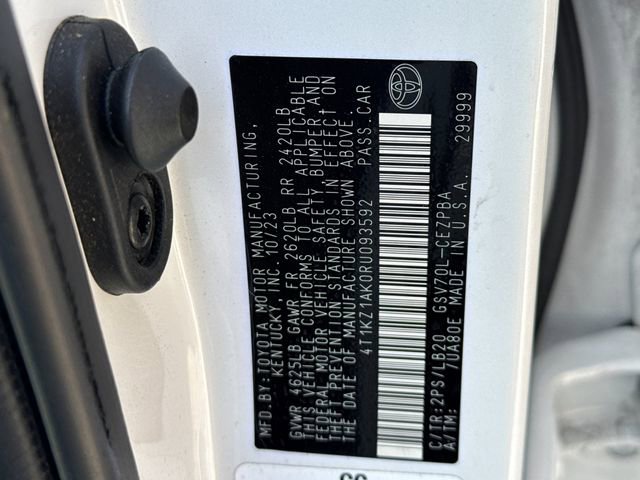 MFD.BY:TOYOTA MOTOR MANUFACTURING,
KENTUCKY, INC. 10/23
GVWR 4625LB GAWR FR 2620LB RR 2420LB
THIS VEHICLE CONFORMS TO ALL APPLICABLE
FEDERAL MOTOR VEHICLE SAFETY BUMPER AND
THEFT PREVENTION STANDARDS IN EFFECT ON
THE DATE OF MANUFACTURE SHOWN ABOVE.
4T1KZ1AK0RU093592 PASS.CAR
C/TR:2PS/LB20 GSV70L-CEZPBA
A/TM: 7UA80E MADE IN U.S.A. 29999